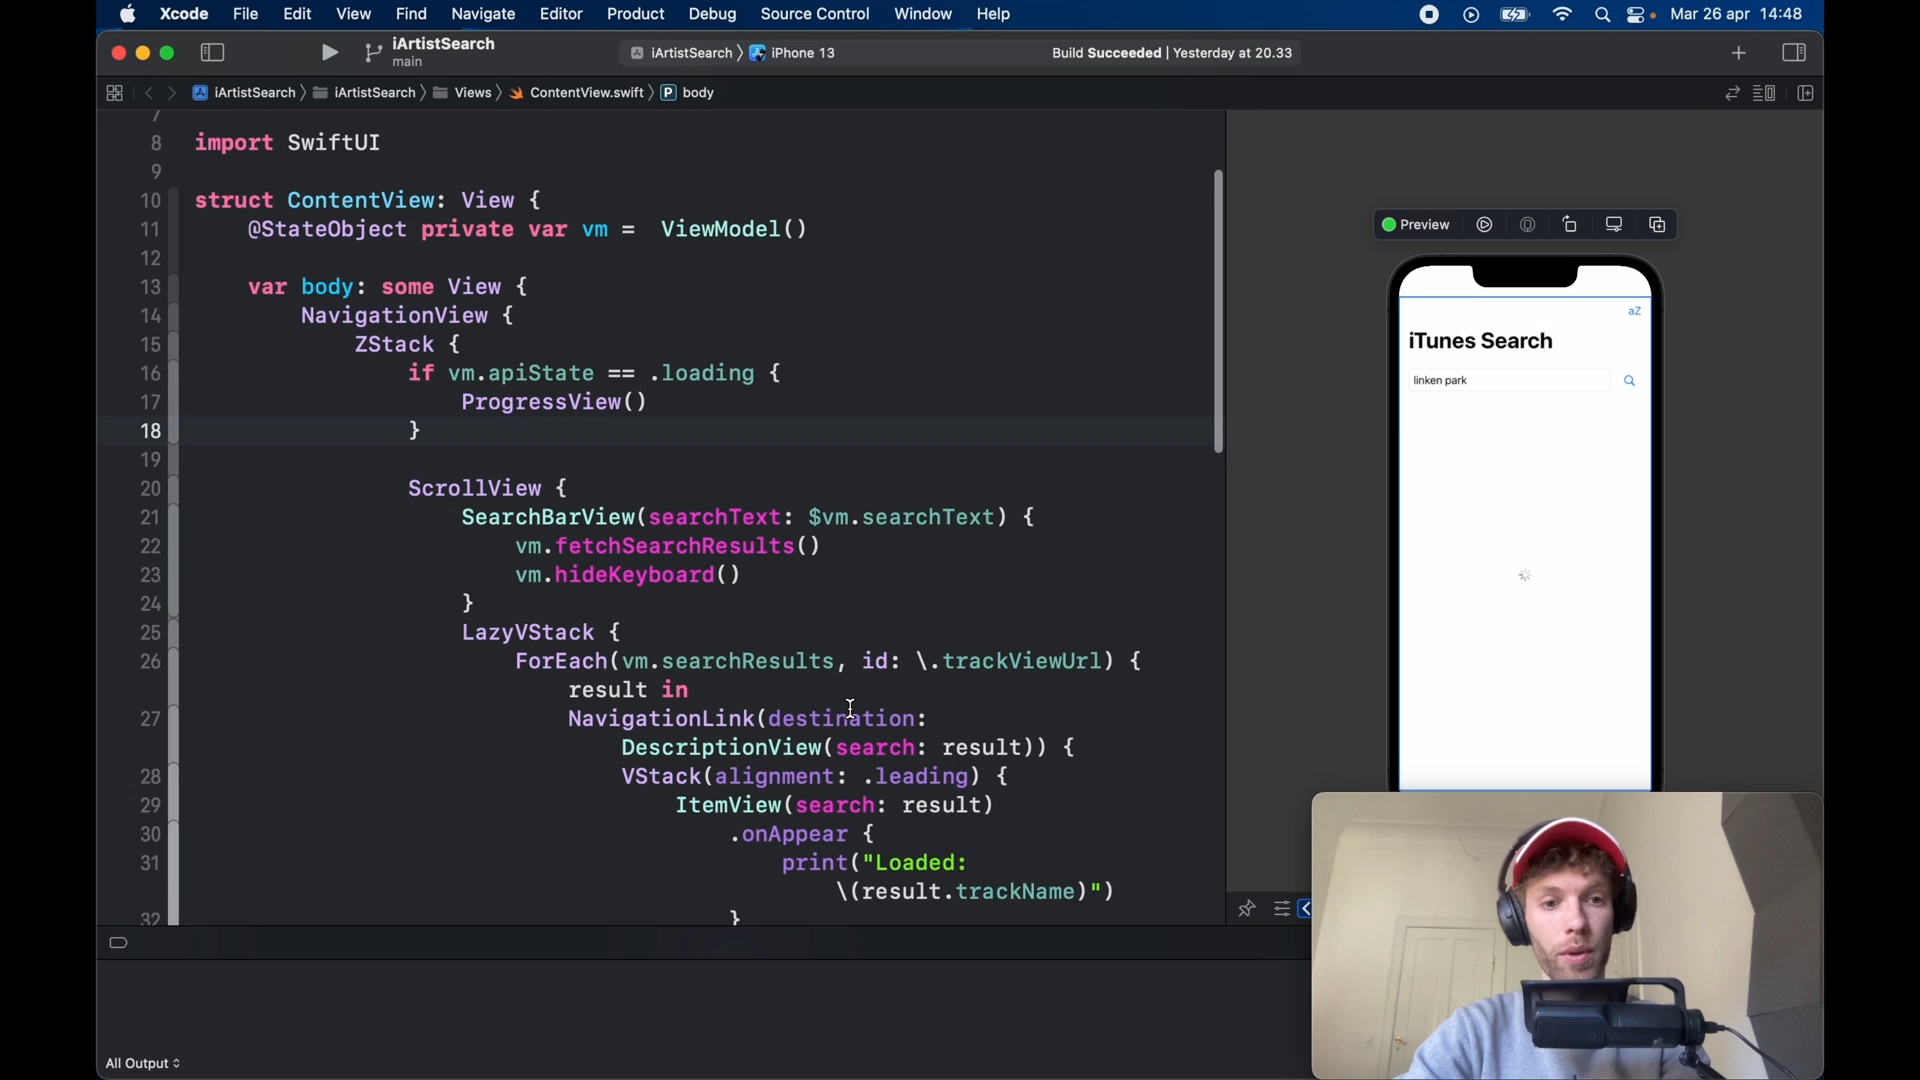 Xcode File Edit View Find Navigate Editor Product Debug Source Control Window Help Mar 26 apr 14:48
iArtistSearch
main
iArtistSearch 〉 iPhone 13
Build Succeeded | Yesterday at 20.33
iArtistSearch 〉 iArtistSearch 〉 Views 〉 ContentView.swift 〉 P body
7
8 import SwiftUI
9
10 struct ContentView: View {
11 @StateObject private var vm =  ViewModel()
12
13 var body: some View {
14 NavigationView {
15 ZStack {
16 if vm.apiState == .loading {
17 ProgressView()
18 }
19
20 ScrollView {
21 SearchBarView(searchText: $vm.searchText) {
22 vm.fetchSearchResults()
23 vm.hideKeyboard()
24 }
25 LazyVStack {
26 ForEach(vm.searchResults, id: \.trackViewUrl) {
result in
27 NavigationLink(destination:
DescriptionView(search: result)) {
28 VStack(alignment: .leading) {
29 ItemView(search: result)
30 .onAppear {
31 print("Loaded:
\(result.trackName)")
32 }
Preview
aZ
iTunes Search
linken park
All Output